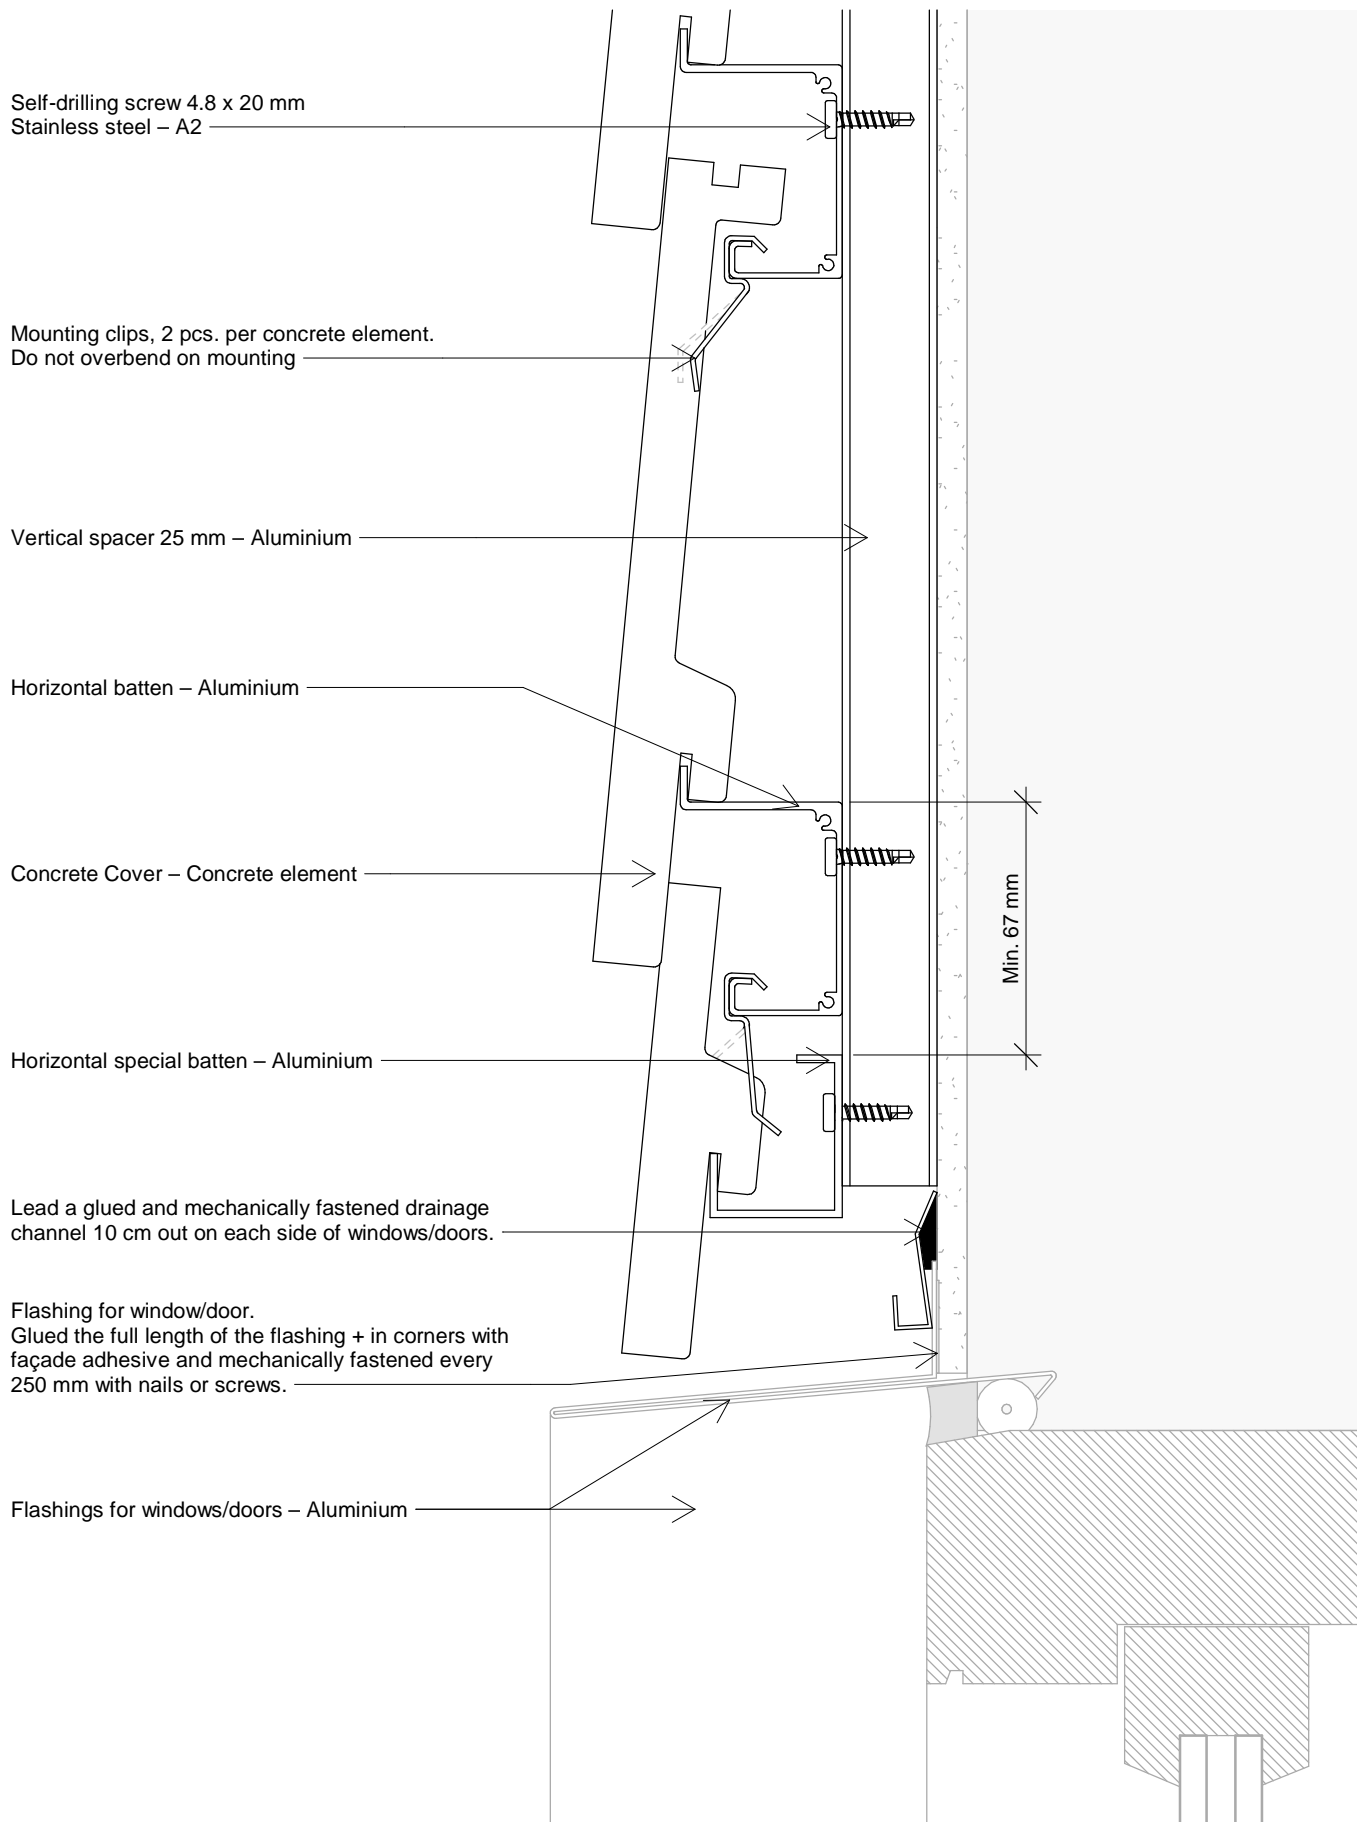 Self-drilling screw 4.8 x 20 mm
Stainless steel – A2
Mounting clips, 2 pcs. per concrete element.
Do not overbend on mounting
Vertical spacer 25 mm – Aluminium
Horizontal batten – Aluminium
Concrete Cover – Concrete element
Min. 67 mm
Horizontal special batten – Aluminium
Lead a glued and mechanically fastened drainage
channel 10 cm out on each side of windows/doors.
Flashing for window/door.
Glued the full length of the flashing + in corners with
façade adhesive and mechanically fastened every
250 mm with nails or screws.
Flashings for windows/doors – Aluminium